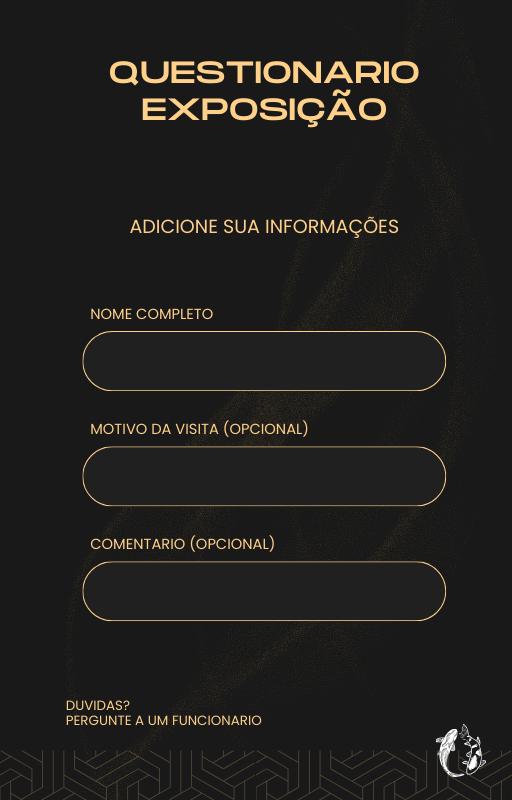 QUESTIONARIO
EXPOSIÇÃO
ADICIONE SUA INFORMAÇÕES
NOME COMPLETO
MOTIVO DA VISITA (OPCIONAL)
COMENTARIO (OPCIONAL)
DUVIDAS?
PERGUNTE A UM FUNCIONARIO